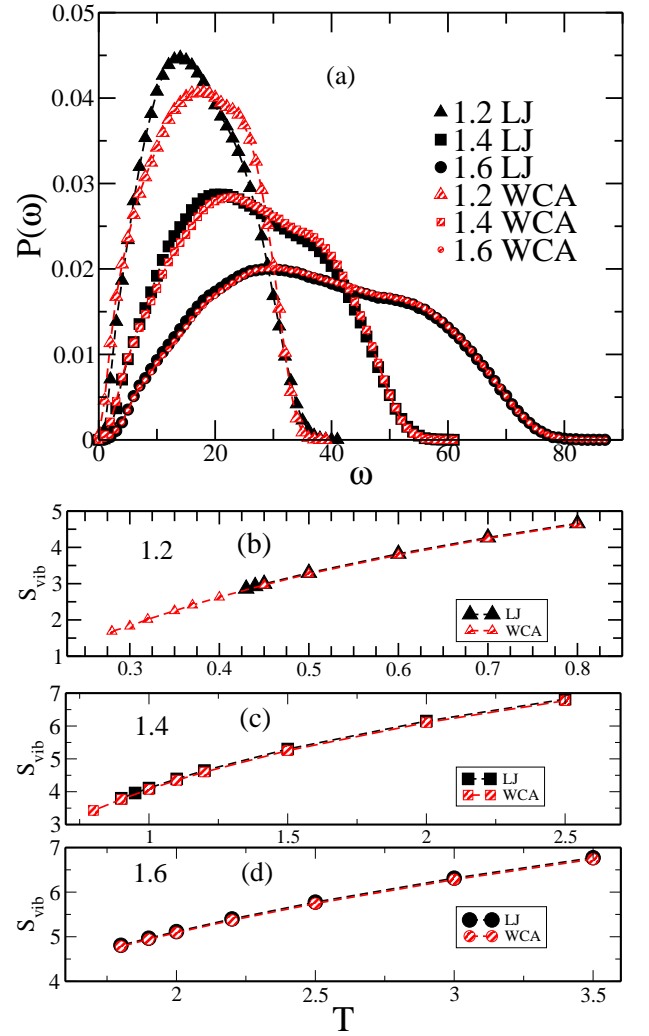 0.05
(a)
1.2 LJ
0.04
1.4 LJ
1.6 LJ
0.03
1.2 WCA
P(ω)
1.4 WCA
0.02
1.6 WCA
0.01
0
0 20 40 60 80
ω
5
1.2 (b)
4
S_vib
3
LJ
2
WCA
1
0.3 0.4 0.5 0.6 0.7 0.8
7
1.4 (c)
6
S_vib
5
LJ
4
WCA
3
1 1.5 2 2.5
7
1.6 (d)
6
S_vib
LJ
5
WCA
4
2 2.5 3 3.5
T